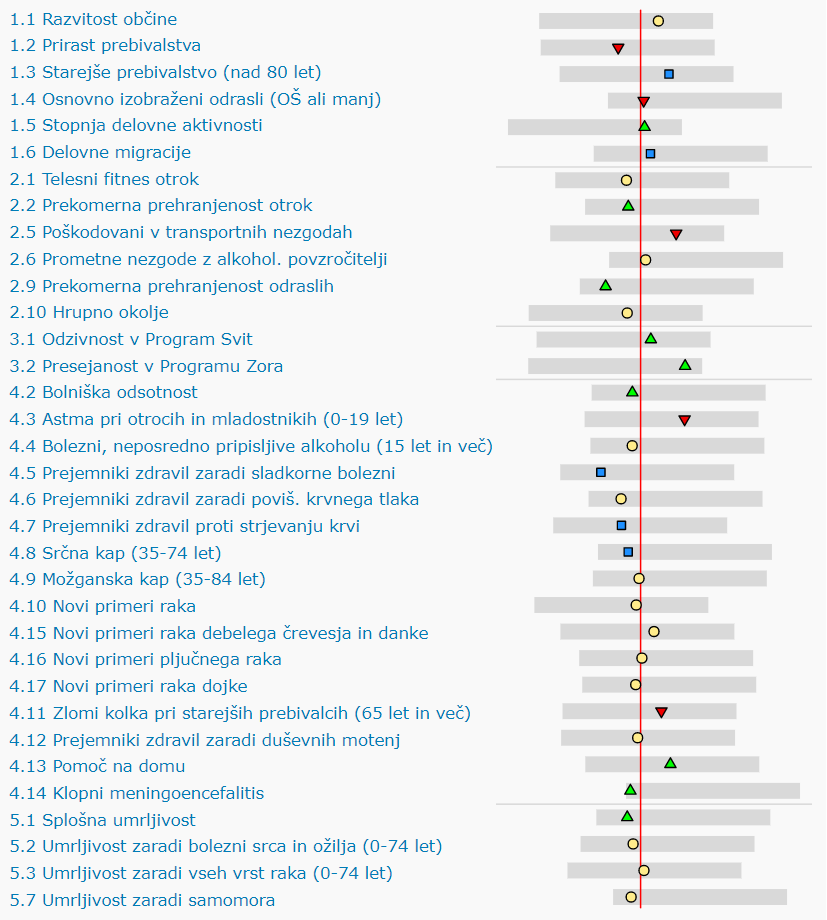 1.1 Razvitost občine
1.2 Prirast prebivalstva
1.3 Starejše prebivalstvo (nad 80 let)
1.4 Osnovno izobraženi odrasli (OŠ ali manj)
1.5 Stopnja delovne aktivnosti
1.6 Delovne migracije
2.1 Telesni fitnes otrok
2.2 Prekomerna prehranjenost otrok
2.5 Poškodovani v transportnih nezgodah
2.6 Prometne nezgode z alkohol. povzročitelji
2.9 Prekomerna prehranjenost odraslih
2.10 Hrupno okolje
3.1 Odzivnost v Program Svit
3.2 Presejanost v Programu Zora
4.2 Bolniška odsotnost
4.3 Astma pri otrocih in mladostnikih (0-19 let)
4.4 Bolezni, neposredno pripisljive alkoholu (15 let in več)
4.5 Prejemniki zdravil zaradi sladkorne bolezni
4.6 Prejemniki zdravil zaradi poviš. krvnega tlaka
4.7 Prejemniki zdravil proti strjevanju krvi
4.8 Srčna kap (35-74 let)
4.9 Možganska kap (35-84 let)
4.10 Novi primeri raka
4.15 Novi primeri raka debelega črevesja in danke
4.16 Novi primeri pljučnega raka
4.17 Novi primeri raka dojke
4.11 Zlomi kolka pri starejših prebivalcih (65 let in več)
4.12 Prejemniki zdravil zaradi duševnih motenj
4.13 Pomoč na domu
4.14 Klopni meningoencefalitis
5.1 Splošna umrljivost
5.2 Umrljivost zaradi bolezni srca in ožilja (0-74 let)
5.3 Umrljivost zaradi vseh vrst raka (0-74 let)
5.7 Umrljivost zaradi samomora